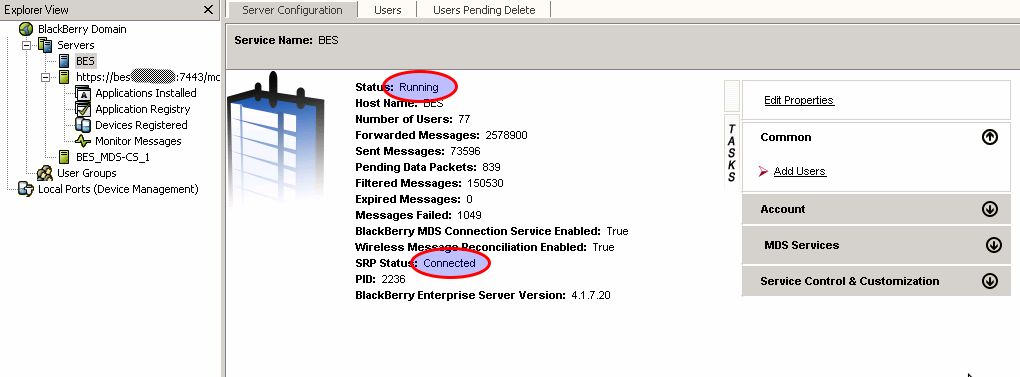 Explorer View
BlackBerry Domain
Servers
BES
https://bes :7443/mc
Applications Installed
Application Registry
Devices Registered
Monitor Messages
BES_MDS-CS_1
User Groups
Local Ports (Device Management)
Server Configuration Users Users Pending Delete
Service Name: BES
Status: Running
Host Name: BES
Number of Users: 77
Forwarded Messages: 2578900
Sent Messages: 73596
Pending Data Packets: 839
Filtered Messages: 150530
Expired Messages: 0
Messages Failed: 1049
BlackBerry MDS Connection Service Enabled: True
Wireless Message Reconciliation Enabled: True
SRP Status: Connected
PID: 2236
BlackBerry Enterprise Server Version: 4.1.7.20
TASKS
Edit Properties
Common
Add Users
Account
MDS Services
Service Control & Customization